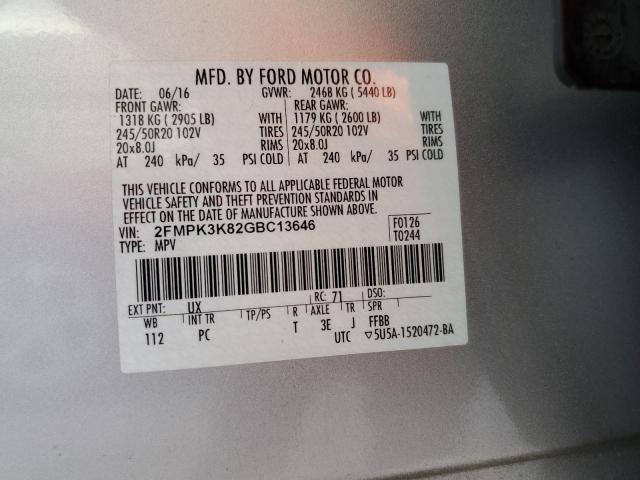 MFD. BY FORD MOTOR CO.
DATE: 06/16 GVWR: 2468 KG ( 5440 LB)
FRONT GAWR: REAR GAWR:
1318 KG ( 2905 LB) WITH 1179 KG ( 2600 LB) WITH
245/50R20 102V TIRES 245/50R20 102V TIRES
20x8.0J RIMS 20x8.0J RIMS
AT 240 kPa/ 35 PSI COLD AT 240 kPa/ 35 PSI COLD
THIS VEHICLE CONFORMS TO ALL APPLICABLE FEDERAL MOTOR
VEHICLE SAFETY AND THEFT PREVENTION STANDARDS IN
EFFECT ON THE DATE OF MANUFACTURE SHOWN ABOVE.
VIN: 2FMPK3K82GBC13646 F0126
TYPE: MPV T0244
EXT PNT: UX RC: 71 DSO:
WB INT TR TP/PS R AXLE TR SPR
112 PC T 3E J FFBB
UTC ▽5U5A-1520472-BA